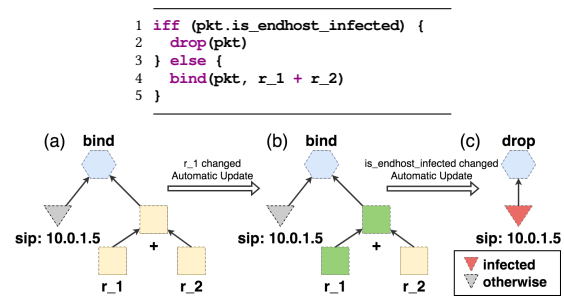 1 iff (pkt.is_endhost_infected) {
2 drop(pkt)
3 } else {
4 bind(pkt, r_1 + r_2)
5 }
(a)
bind
sip: 10.0.1.5
+
r_1
r_2
r_1 changed
Automatic Update
(b)
bind
sip: 10.0.1.5
+
r_1
r_2
is_endhost_infected changed
Automatic Update
(c)
drop
sip: 10.0.1.5
infected
otherwise